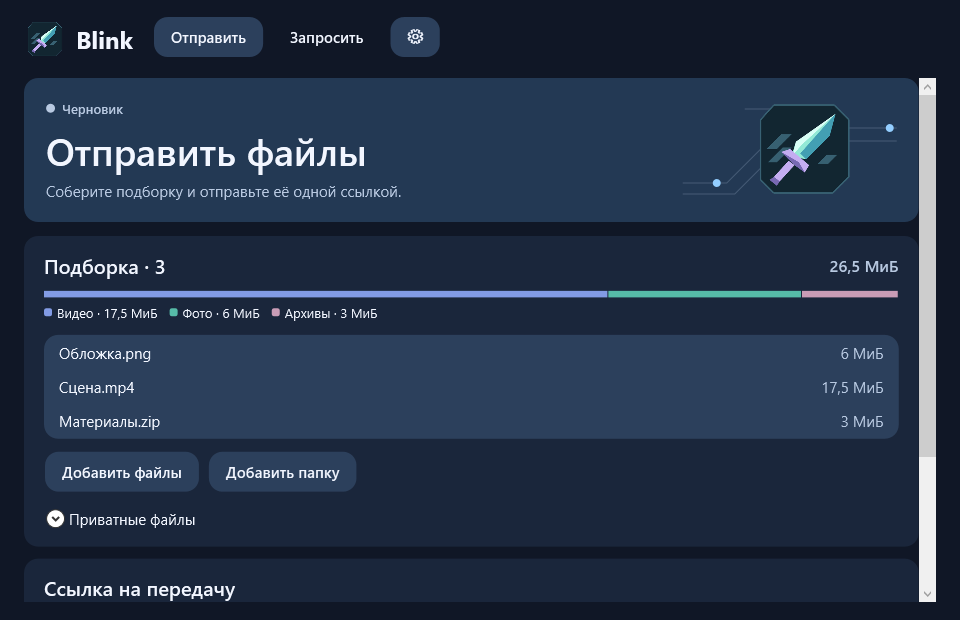 Blink
Отправить
Запросить
Черновик
Отправить файлы
Соберите подборку и отправьте её одной ссылкой.
Подборка · 3
26,5 МиБ
Видео · 17,5 МиБ Фото · 6 МиБ Архивы · 3 МиБ
Обложка.png 6 МиБ
Сцена.mp4 17,5 МиБ
Материалы.zip 3 МиБ
Добавить файлы Добавить папку
Приватные файлы
Ссылка на передачу